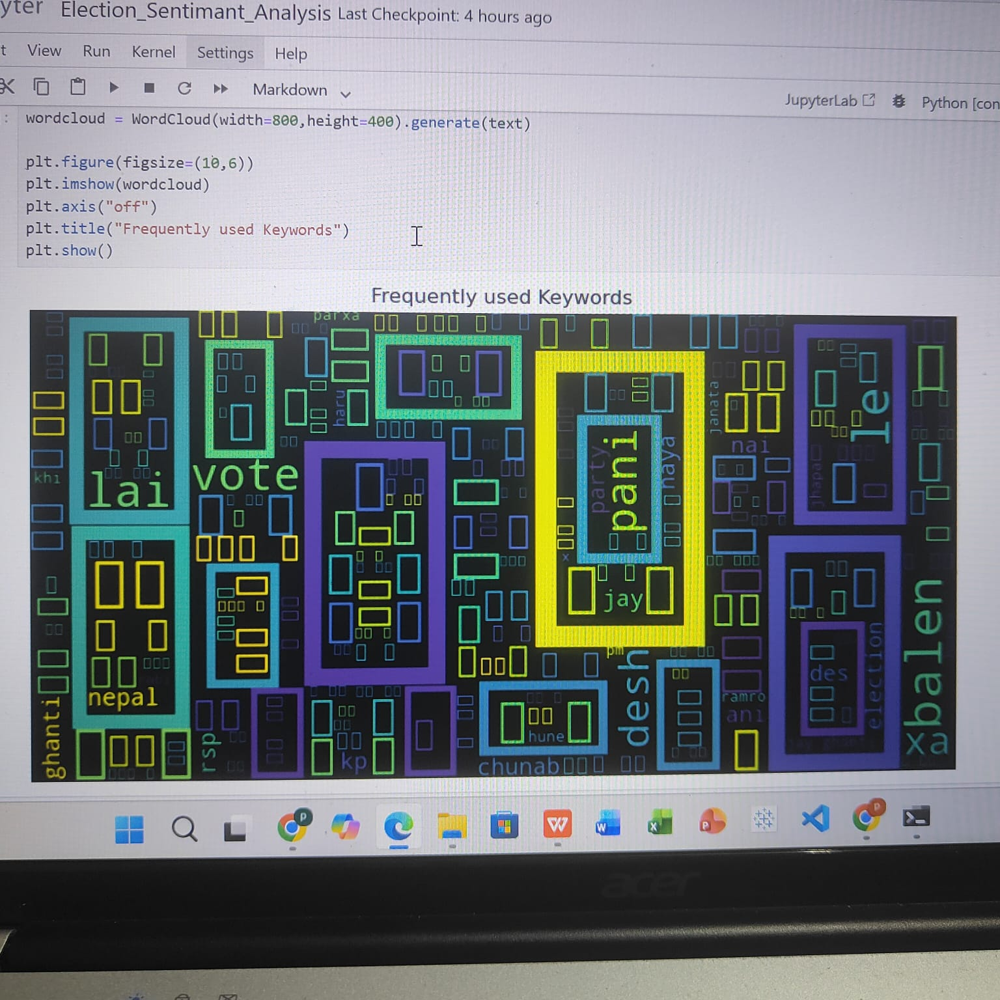 yter Election_Sentimant_Analysis Last Checkpoint: 4 hours ago
t View Run Kernel Settings Help
Markdown
JupyterLab
Python [con
: wordcloud = WordCloud(width=800,height=400).generate(text)
plt.figure(figsize=(10,6))
plt.imshow(wordcloud)
plt.axis("off")
plt.title("Frequently used Keywords")
plt.show()
Frequently used Keywords
parxa
haru
janata
le
nai
khi
lai
vote
party
pani
naya
jhapa
x
jay
xbalen
pm
desh
des
election
nepal
ramro
ani
ghanti
rsp
kp
hune
chunab
xa
acer